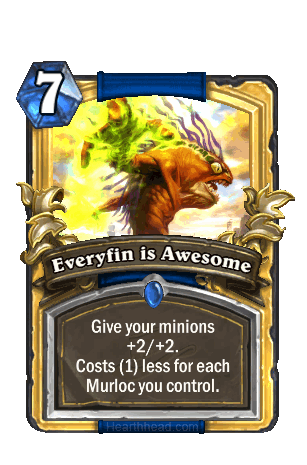 7
Everyfin is Awesome
Give your minions
+2/+2.
Costs (1) less for each
Murloc you control.
Hearthhead.com